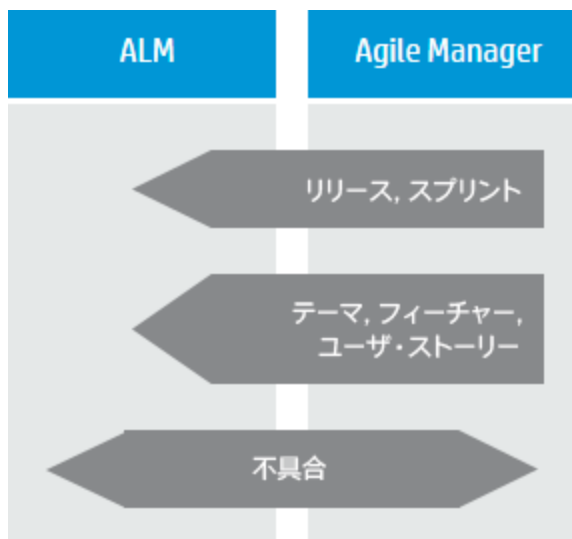 ALM
Agile Manager
リリース, スプリント
テーマ, フィーチャー,
ユーザ・ストーリー
不具合